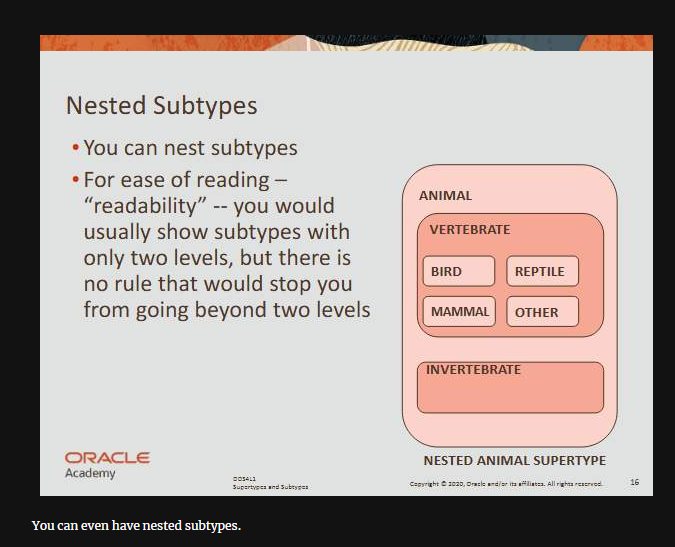 Nested Subtypes
• You can nest subtypes
• For ease of reading –
“readability” -- you would
usually show subtypes with
only two levels, but there is
no rule that would stop you
from going beyond two levels
ANIMAL
VERTEBRATE
BIRD
REPTILE
MAMMAL
OTHER
INVERTEBRATE
NESTED ANIMAL SUPERTYPE
ORACLE
Academy
Supertypes and Subtypes
Copyright © 2020, Oracle and/or its affiliates. All rights reserved.
16
You can even have nested subtypes.